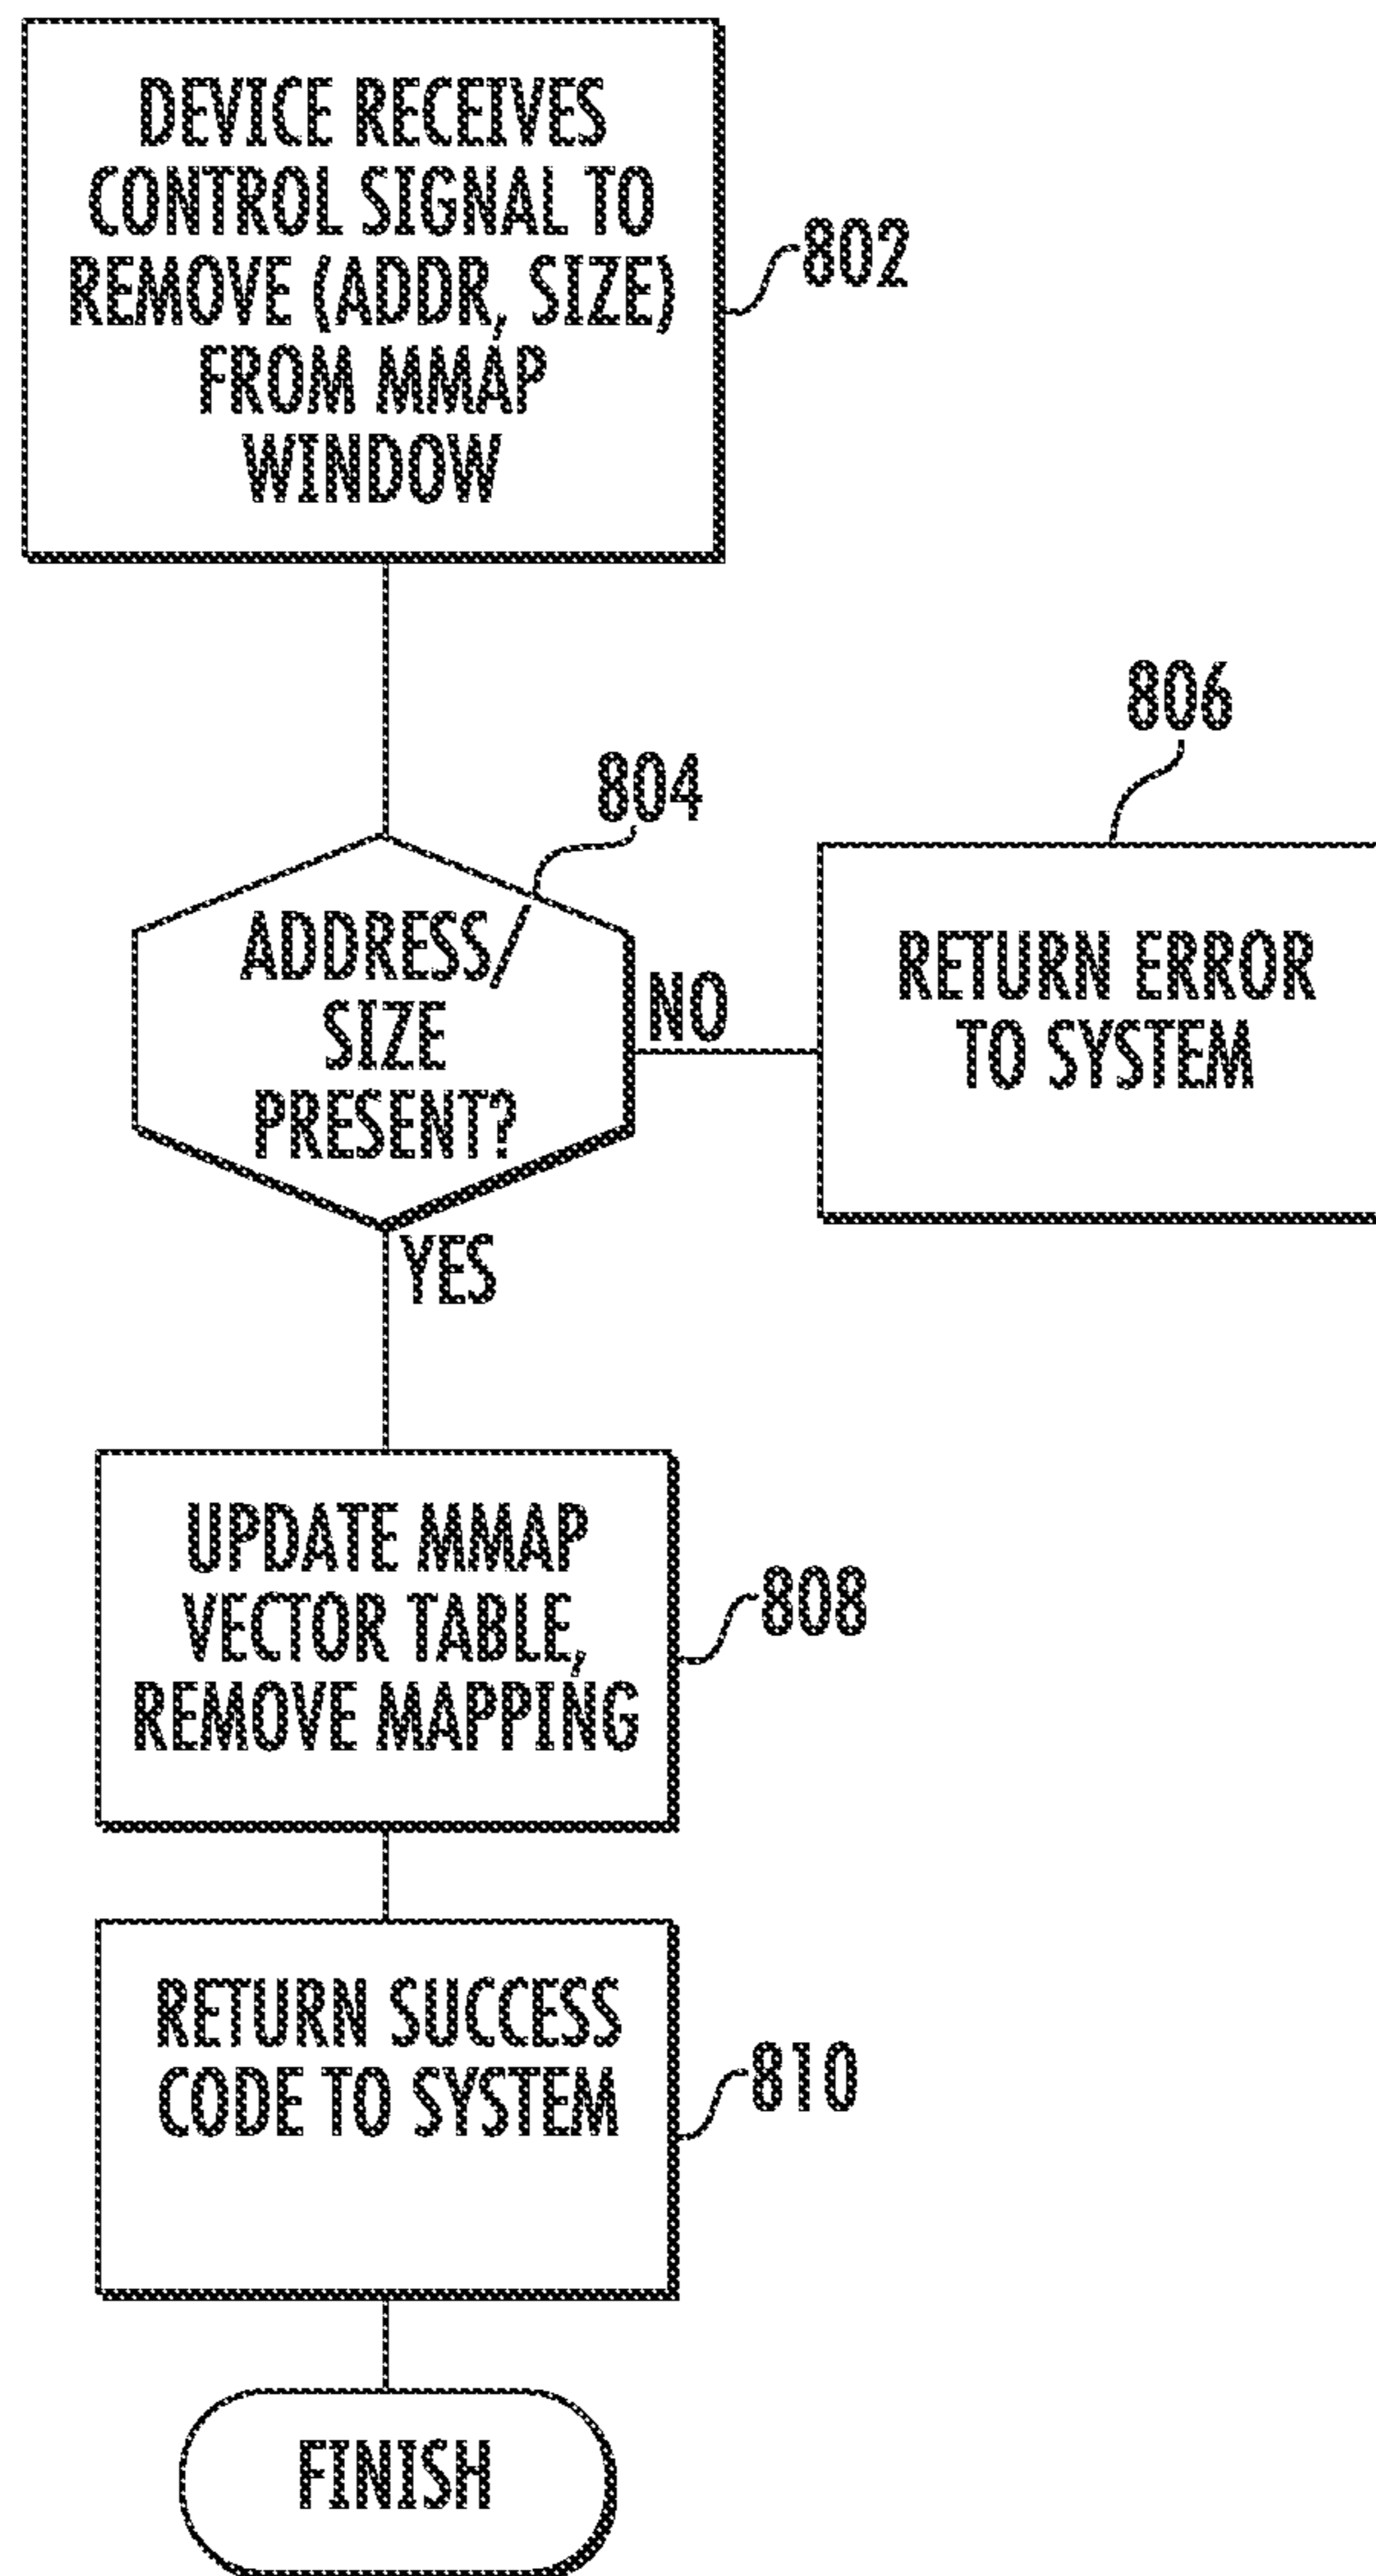 DEVICE RECEIVES
CONTROL SIGNAL TO
REMOVE (ADDR, SIZE)
FROM MMAP
WINDOW
802
804
806
ADDRESS/
SIZE
PRESENT?
NO
RETURN ERROR
TO SYSTEM
YES
UPDATE MMAP
VECTOR TABLE,
REMOVE MAPPING
808
RETURN SUCCESS
CODE TO SYSTEM
810
FINISH